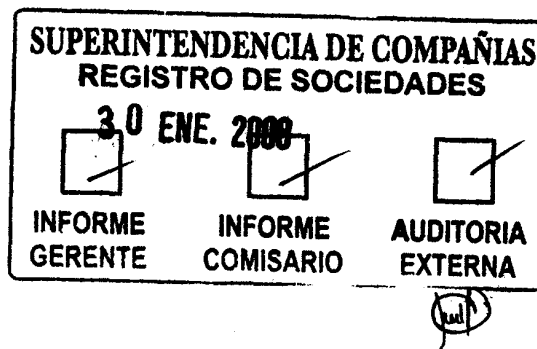 SUPERINTENDENCIA DE COMPAÑIAS
REGISTRO DE SOCIEDADES
30 ENE.
INFORME GERENTE
INFORME COMISARIO
AUDITORIA EXTERNA